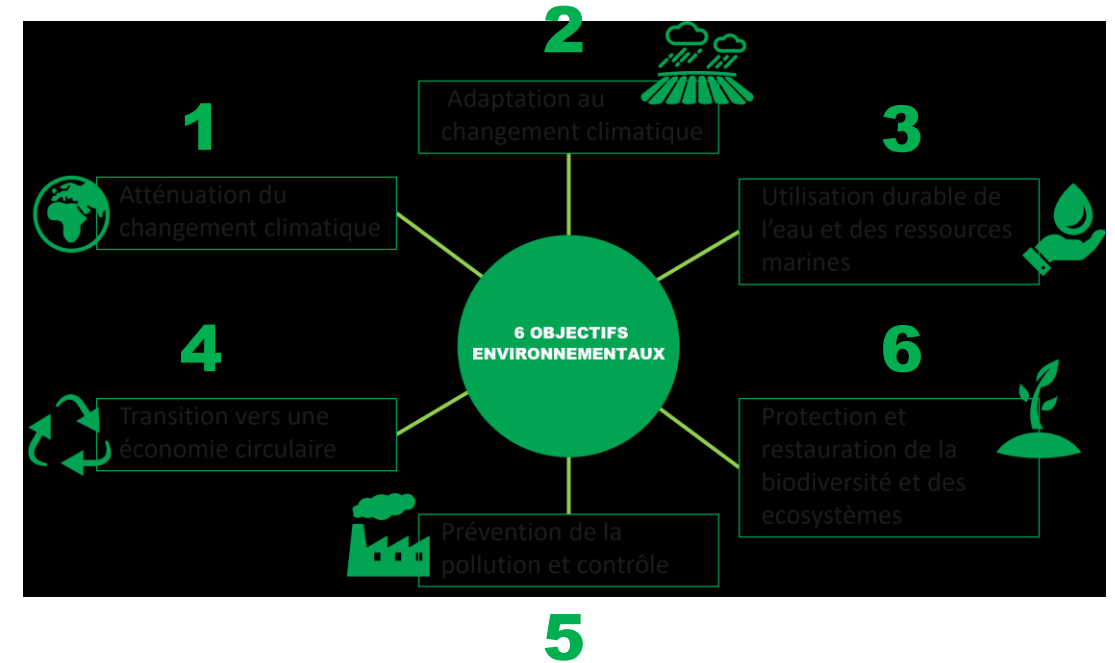 1
Atténuation du
changement climatique
2
Adaptation au
changement climatique
3
Utilisation durable de
l’eau et des ressources
marines
6 OBJECTIFS
ENVIRONNEMENTAUX
4
Transition vers une
économie circulaire
5
Prévention de la
pollution et contrôle
6
Protection et
restauration de la
biodiversité et des
ecosystèmes